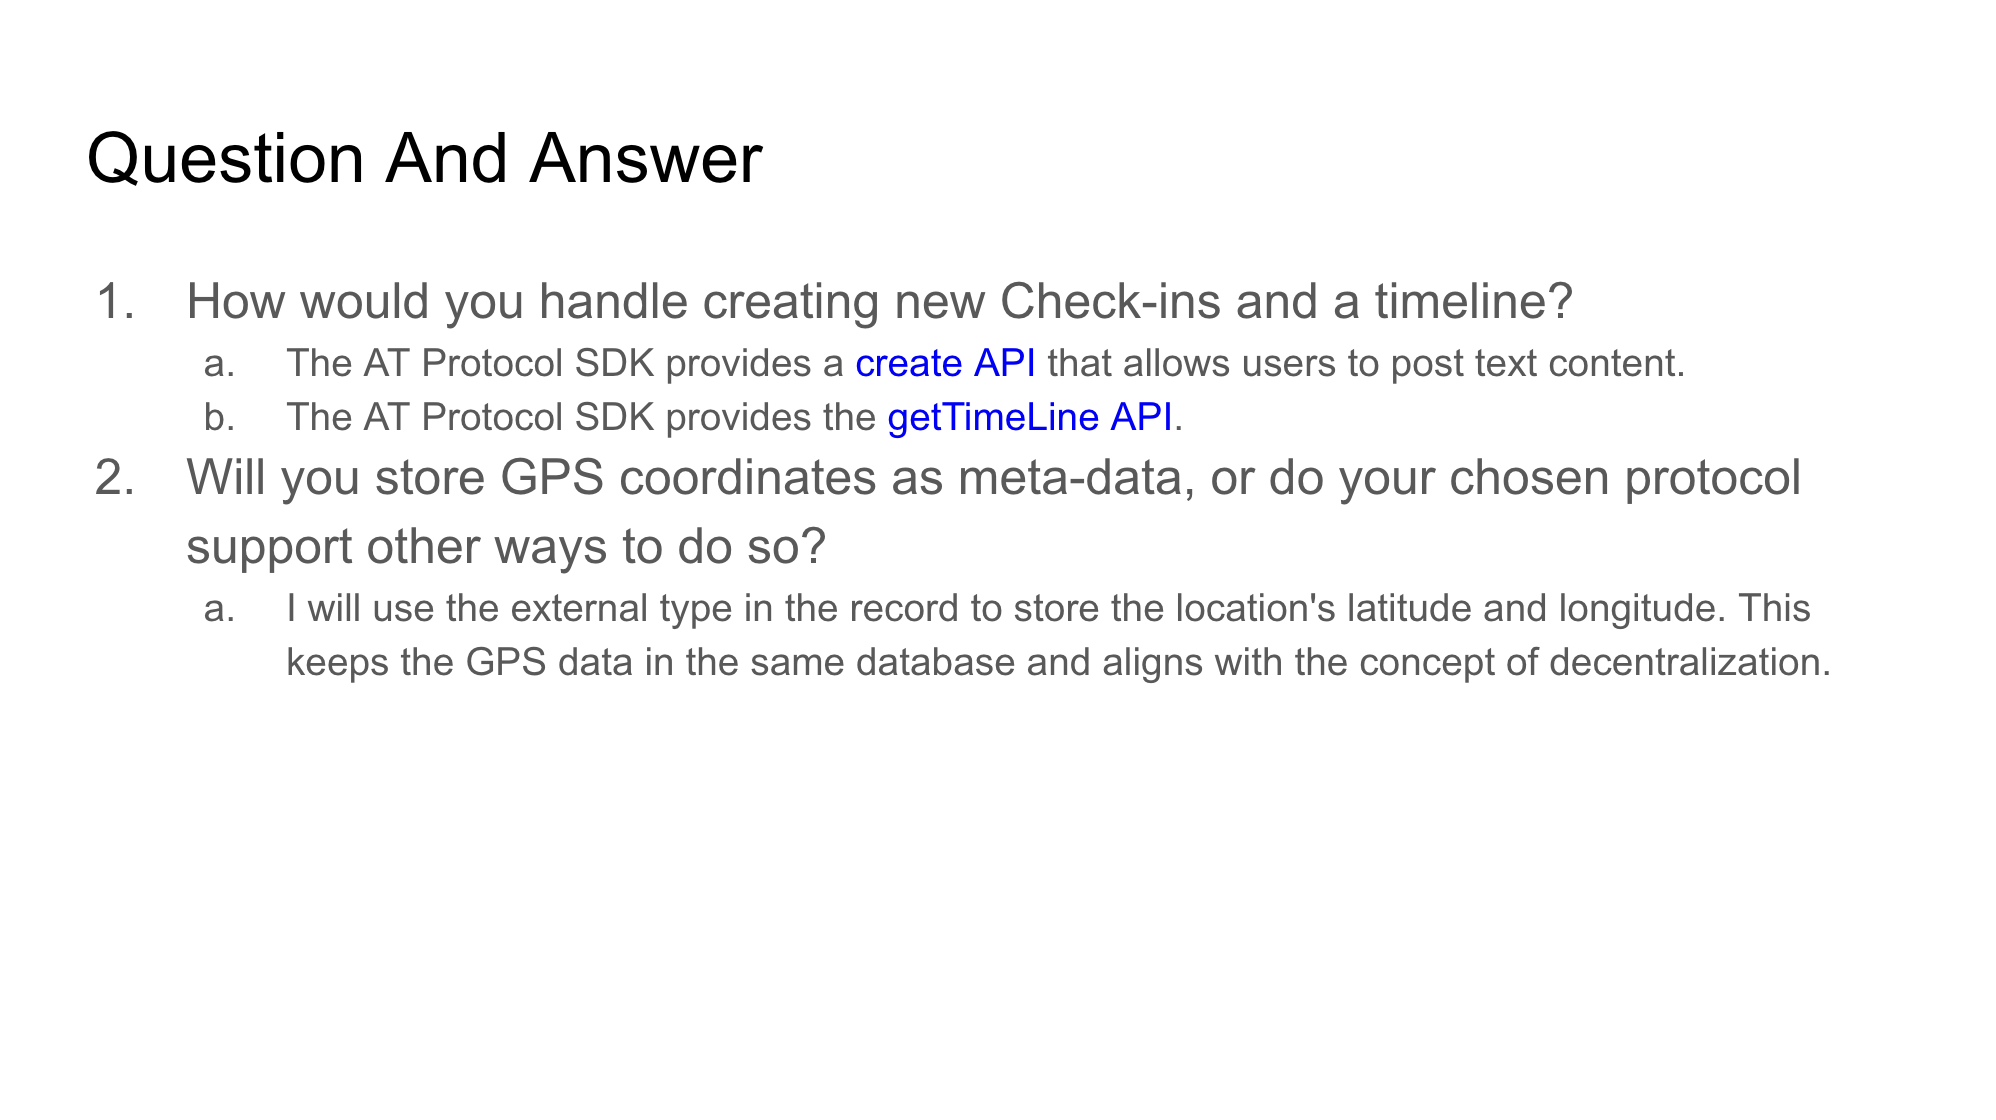 Question And Answer
1. How would you handle creating new Check-ins and a timeline?
a. The AT Protocol SDK provides a create API that allows users to post text content.
b. The AT Protocol SDK provides the getTimeLine API.
2. Will you store GPS coordinates as meta-data, or do your chosen protocol
support other ways to do so?
a. I will use the external type in the record to store the location's latitude and longitude. This
keeps the GPS data in the same database and aligns with the concept of decentralization.